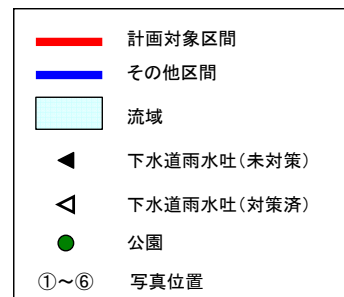 計画対象区間
その他区間
流域
下水道雨水吐(未対策)
下水道雨水吐(対策済)
公園
①~⑥ 写真位置